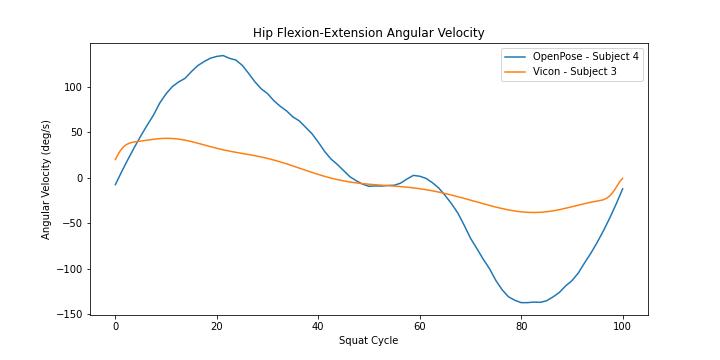 Hip Flexion-Extension Angular Velocity
OpenPose - Subject 4
Vicon - Subject 3
Angular Velocity (deg/s)
100
50
0
−50
−100
−150
0 20 40 60 80 100
Squat Cycle